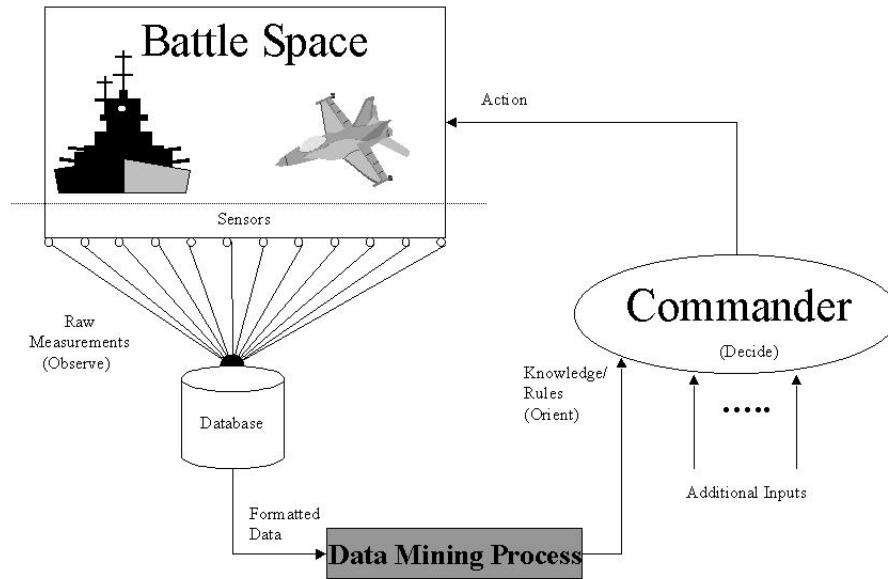 Battle Space
Action
Sensors
Raw
Measurements
(Observe)
Commander
(Decide)
Knowledge/
Rules
(Orient)
Database
.....
Additional Inputs
Formatted
Data
Data Mining Process